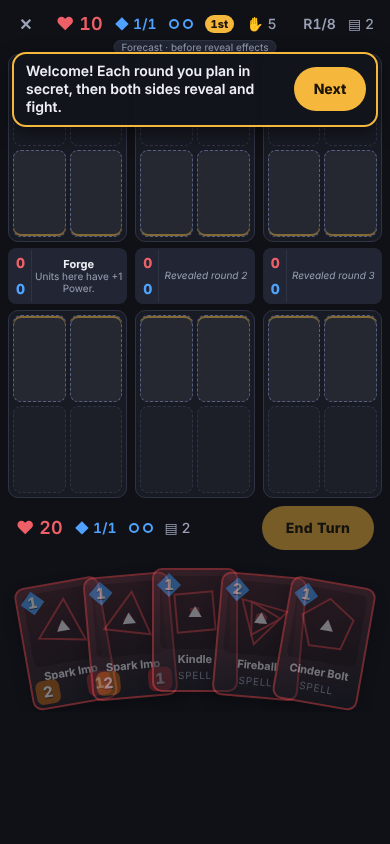 ✕ ♥ 10 ◆ 1/1 1st ✋ 5 R1/8 ▤ 2
Forecast · before reveal effects
Welcome! Each round you plan in
secret, then both sides reveal and
fight.
Next
0
0
Forge
Units here have +1
Power.
0
0
Revealed round 2
0
0
Revealed round 3
♥ 20 ◆ 1/1 ▤ 2
End Turn
1
Spark Imp
2
1
Spark Imp
2
1
1
Kindle
SPELL
2
Fireball
SPELL
1
Cinder Bolt
SPELL